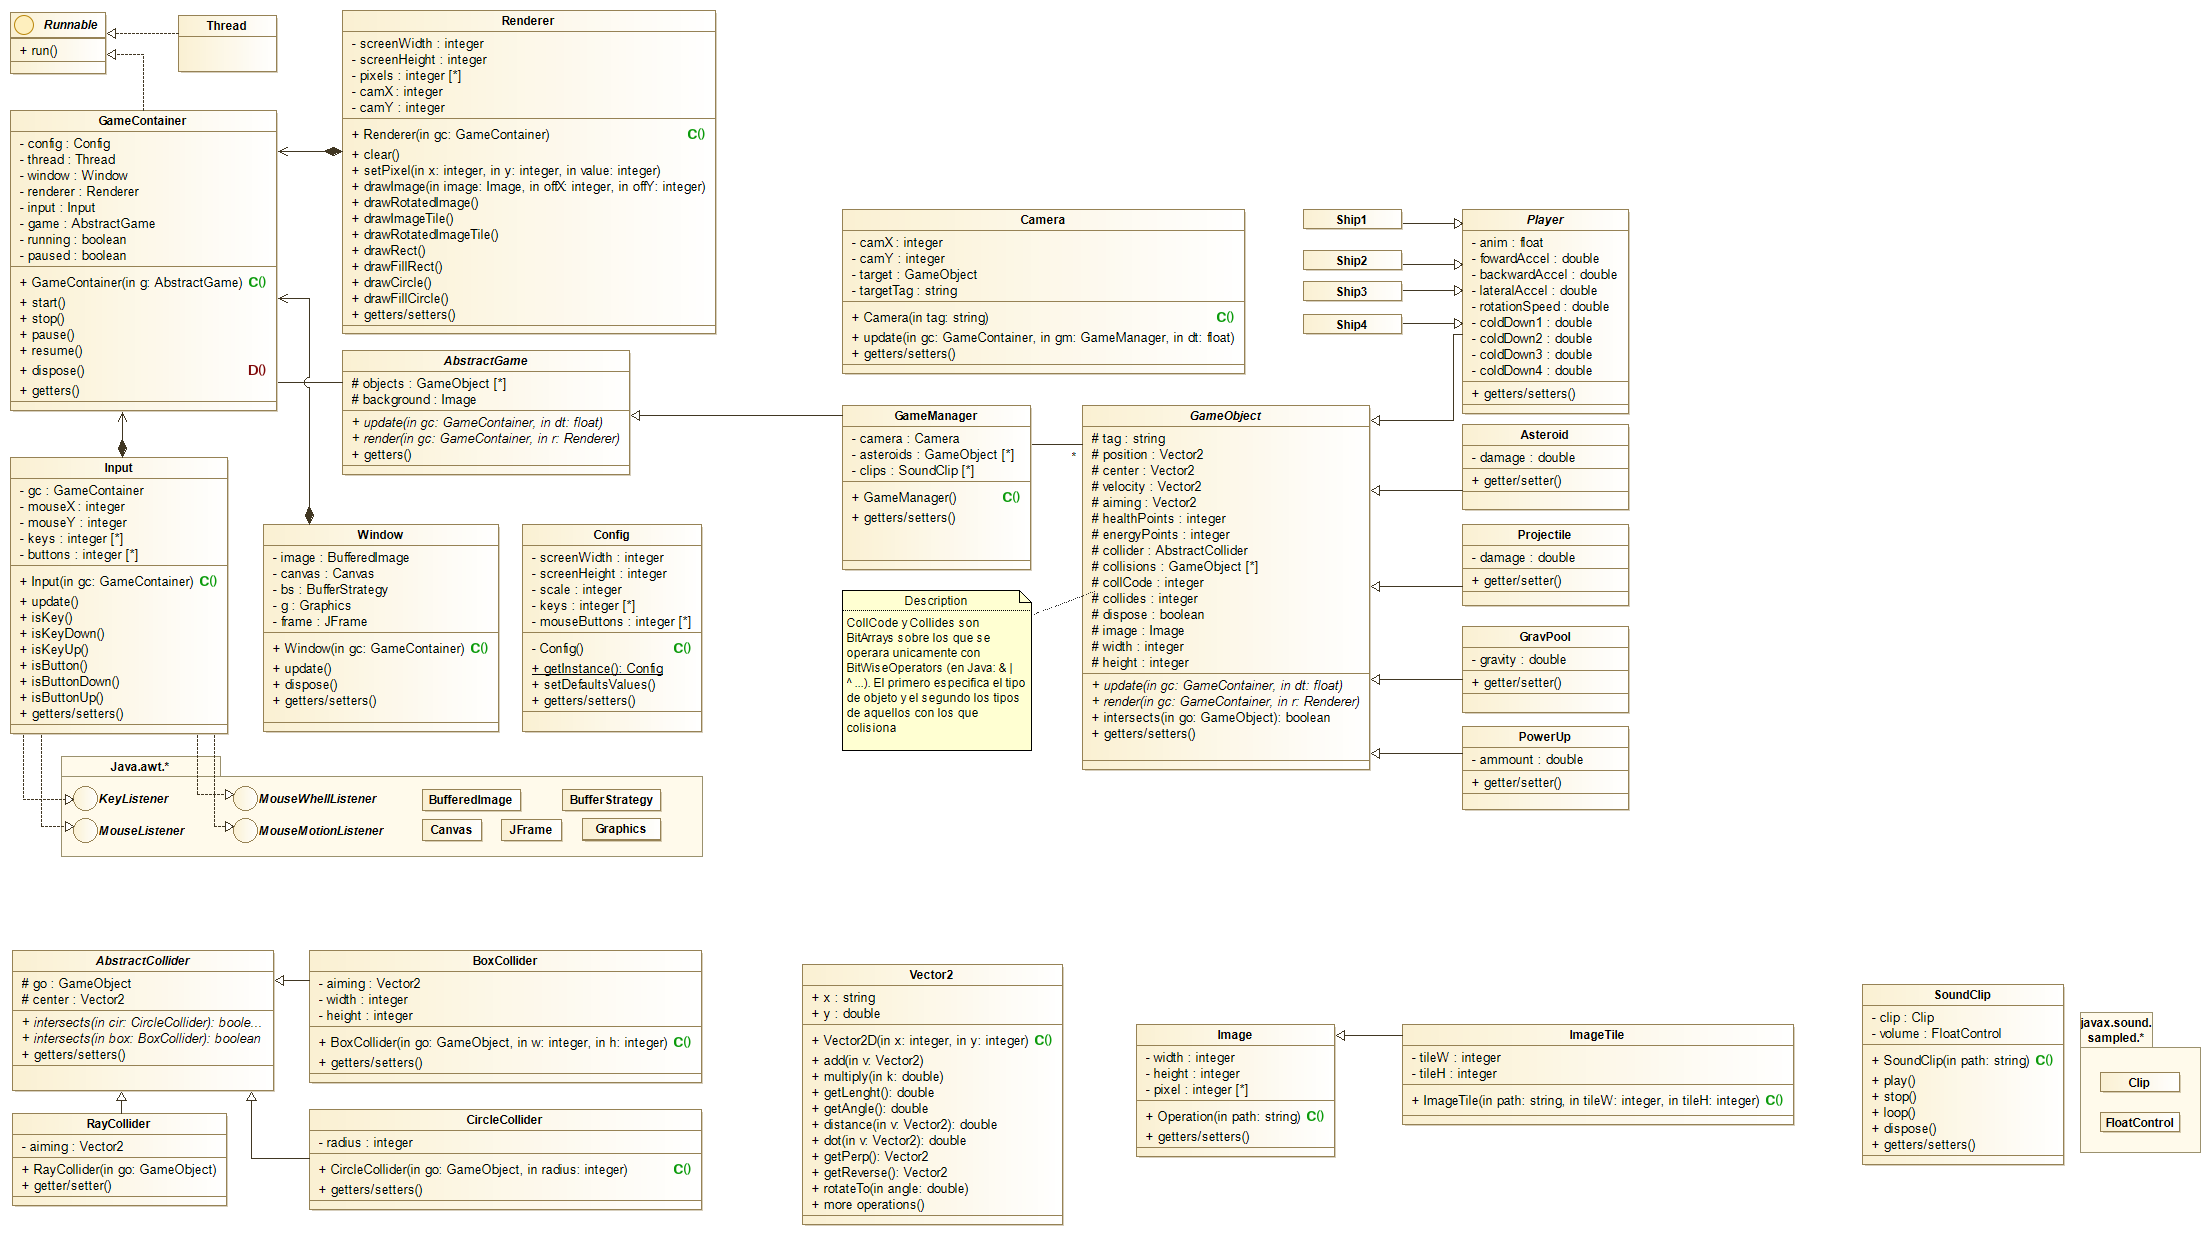 Runnable
+ run()
Thread
GameContainer
- config : Config
- thread : Thread
- window : Window
- renderer : Renderer
- input : Input
- game : AbstractGame
- running : boolean
- paused : boolean
+ GameContainer(in g: AbstractGame) C()
+ start()
+ stop()
+ pause()
+ resume()
+ dispose() D()
+ getters()
Renderer
- screenWidth : integer
- screenHeight : integer
- pixels : integer [*]
- camX : integer
- camY : integer
+ Renderer(in gc: GameContainer) C()
+ clear()
+ setPixel(in x: integer, in y: integer, in value: integer)
+ drawImage(in image: Image, in offX: integer, in offY: integer)
+ drawRotatedImage()
+ drawImageTile()
+ drawRotatedImageTile()
+ drawRect()
+ drawFillRect()
+ drawCircle()
+ drawFillCircle()
+ getters/setters()
AbstractGame
# objects : GameObject [*]
# background : Image
+ update(in gc: GameContainer, in dt: float)
+ render(in gc: GameContainer, in r: Renderer)
+ getters()
Input
- gc : GameContainer
- mouseX : integer
- mouseY : integer
- keys : integer [*]
- buttons : integer [*]
+ Input(in gc: GameContainer) C()
+ update()
+ isKey()
+ isKeyDown()
+ isKeyUp()
+ isButton()
+ isButtonDown()
+ isButtonUp()
+ getters/setters()
Window
- image : BufferedImage
- canvas : Canvas
- bs : BufferStrategy
- g : Graphics
- frame : JFrame
+ Window(in gc: GameContainer) C()
+ update()
+ dispose()
+ getters/setters()
Config
- screenWidth : integer
- screenHeight : integer
- scale : integer
- keys : integer [*]
- mouseButtons : integer [*]
- Config() C()
+ getInstance(): Config
+ setDefaultsValues()
+ getters/setters()
Java.awt.*
KeyListener
MouseWhellListener
MouseListener
MouseMotionListener
BufferedImage
BufferStrategy
Canvas
JFrame
Graphics
Camera
- camX : integer
- camY : integer
- target : GameObject
- targetTag : string
+ Camera(in tag: string) C()
+ update(in gc: GameContainer, in gm: GameManager, in dt: float)
+ getters/setters()
GameManager
- camera : Camera
- asteroids : GameObject [*]
- clips : SoundClip [*]
+ GameManager() C()
+ getters/setters()
*
Description
CollCode y Collides son
BitArrays sobre los que se
operara unicamente con
BitWiseOperators (en Java: & |
^ ...). El primero especifica el tipo
de objeto y el segundo los tipos
de aquellos con los que
colisiona
GameObject
# tag : string
# position : Vector2
# center : Vector2
# velocity : Vector2
# aiming : Vector2
# healthPoints : integer
# energyPoints : integer
# collider : AbstractCollider
# collisions : GameObject [*]
# collCode : integer
# collides : integer
# dispose : boolean
# image : Image
# width : integer
# height : integer
+ update(in gc: GameContainer, in dt: float)
+ render(in gc: GameContainer, in r: Renderer)
+ intersects(in go: GameObject): boolean
+ getters/setters()
Ship1
Ship2
Ship3
Ship4
Player
- anim : float
- fowardAccel : double
- backwardAccel : double
- lateralAccel : double
- rotationSpeed : double
- coldDown1 : double
- coldDown2 : double
- coldDown3 : double
- coldDown4 : double
+ getters/setters()
Asteroid
- damage : double
+ getter/setter()
Projectile
- damage : double
+ getter/setter()
GravPool
- gravity : double
+ getter/setter()
PowerUp
- ammount : double
+ getter/setter()
AbstractCollider
# go : GameObject
# center : Vector2
+ intersects(in cir: CircleCollider): boole...
+ intersects(in box: BoxCollider): boolean
+ getters/setters()
BoxCollider
- aiming : Vector2
- width : integer
- height : integer
+ BoxCollider(in go: GameObject, in w: integer, in h: integer) C()
+ getters/setters()
RayCollider
- aiming : Vector2
+ RayCollider(in go: GameObject)
+ getter/setter()
CircleCollider
- radius : integer
+ CircleCollider(in go: GameObject, in radius: integer) C()
+ getters/setters()
Vector2
+ x : string
+ y : double
+ Vector2D(in x: integer, in y: integer) C()
+ add(in v: Vector2)
+ multiply(in k: double)
+ getLenght(): double
+ getAngle(): double
+ distance(in v: Vector2): double
+ dot(in v: Vector2): double
+ getPerp(): Vector2
+ getReverse(): Vector2
+ rotateTo(in angle: double)
+ more operations()
Image
- width : integer
- height : integer
- pixel : integer [*]
+ Operation(in path: string) C()
+ getters/setters()
ImageTile
- tileW : integer
- tileH : integer
+ ImageTile(in path: string, in tileW: integer, in tileH: integer) C()
SoundClip
- clip : Clip
- volume : FloatControl
+ SoundClip(in path: string) C()
+ play()
+ stop()
+ loop()
+ dispose()
+ getters/setters()
javax.sound.
sampled.*
Clip
FloatControl